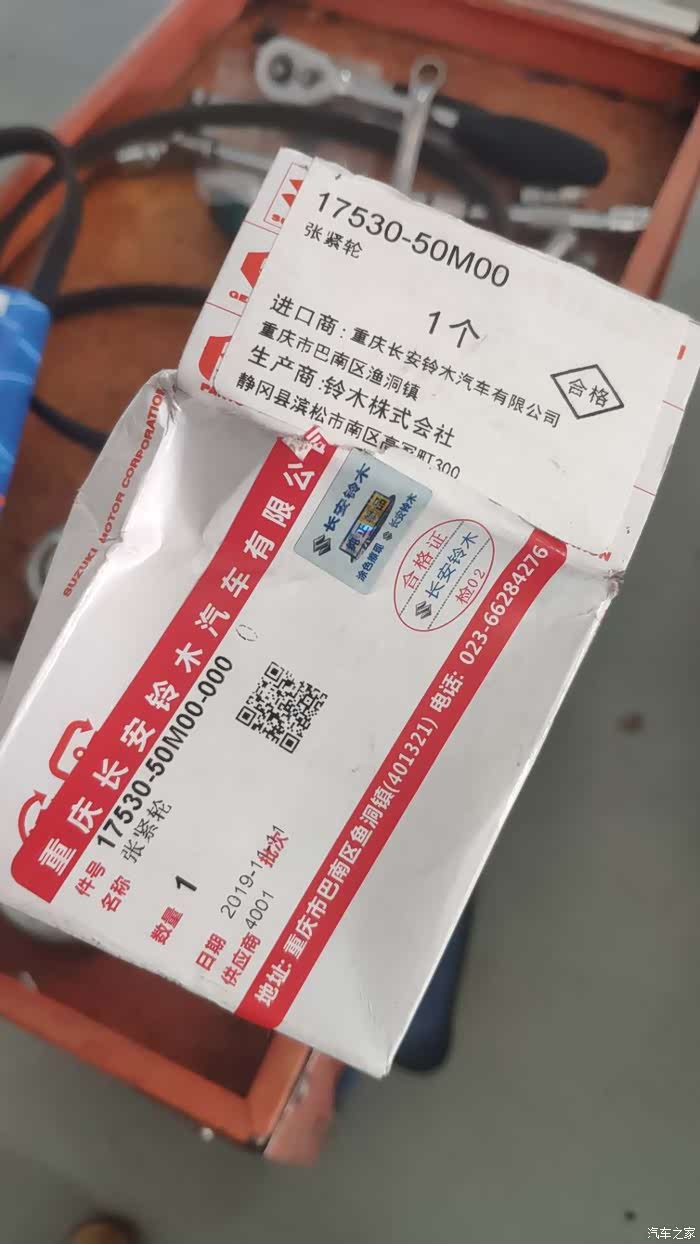 17530-50M00
张紧轮
1个
进口商:重庆长安铃木汽车有限公司
重庆市巴南区渔洞镇
生产商:铃木株式会社
静冈县滨松市南区高
町300
合格
SUZUKI MOTOR CORPORATION
重庆长安铃木汽车有限公
长安铃木
长安铃木
合格证
长安铃木
检02
件号 17530-50M00-000
名称 张紧轮
数量 1
日期 2019-1
批次
供应商 4001
地址: 重庆市巴南区鱼洞镇(401321) 电话: 023-66284276
汽车之家